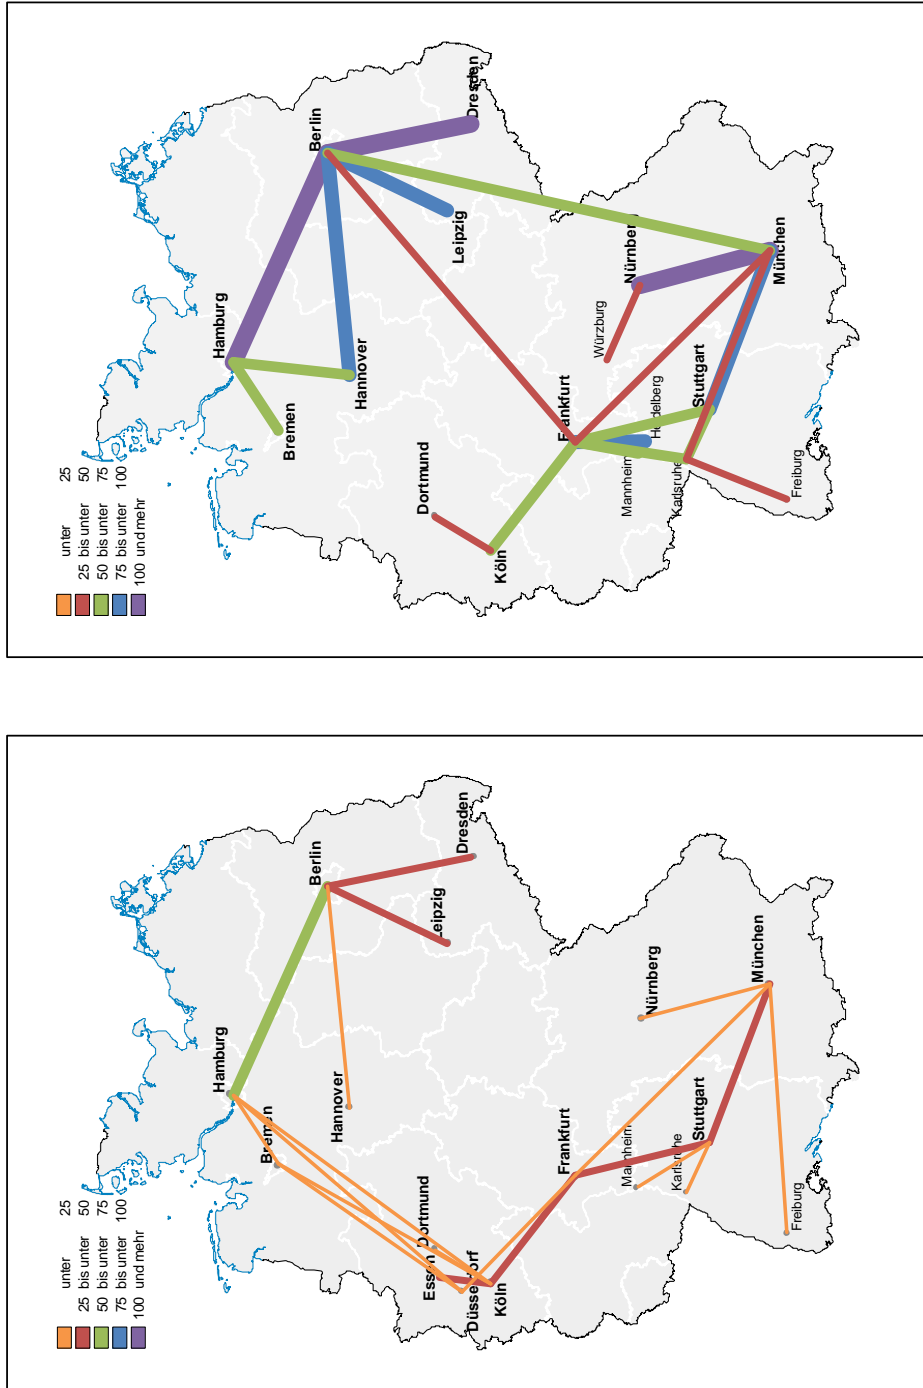 unter 25
25 bis unter 50
50 bis unter 75
75 bis unter 100
100 und mehr
Hamburg
Bremen
Berlin
Hannover
Essen
Dortmund
Düsseldorf
Köln
Leipzig
Dresden
Frankfurt
Mannheim
Nürnberg
Karlsruhe
Stuttgart
München
Freiburg
unter 25
25 bis unter 50
50 bis unter 75
75 bis unter 100
100 und mehr
Hamburg
Bremen
Berlin
Hannover
Dortmund
Köln
Leipzig
Dresden
Frankfurt
Würzburg
Mannheim
Heidelberg
Nürnberg
Karlsruhe
Stuttgart
München
Freiburg